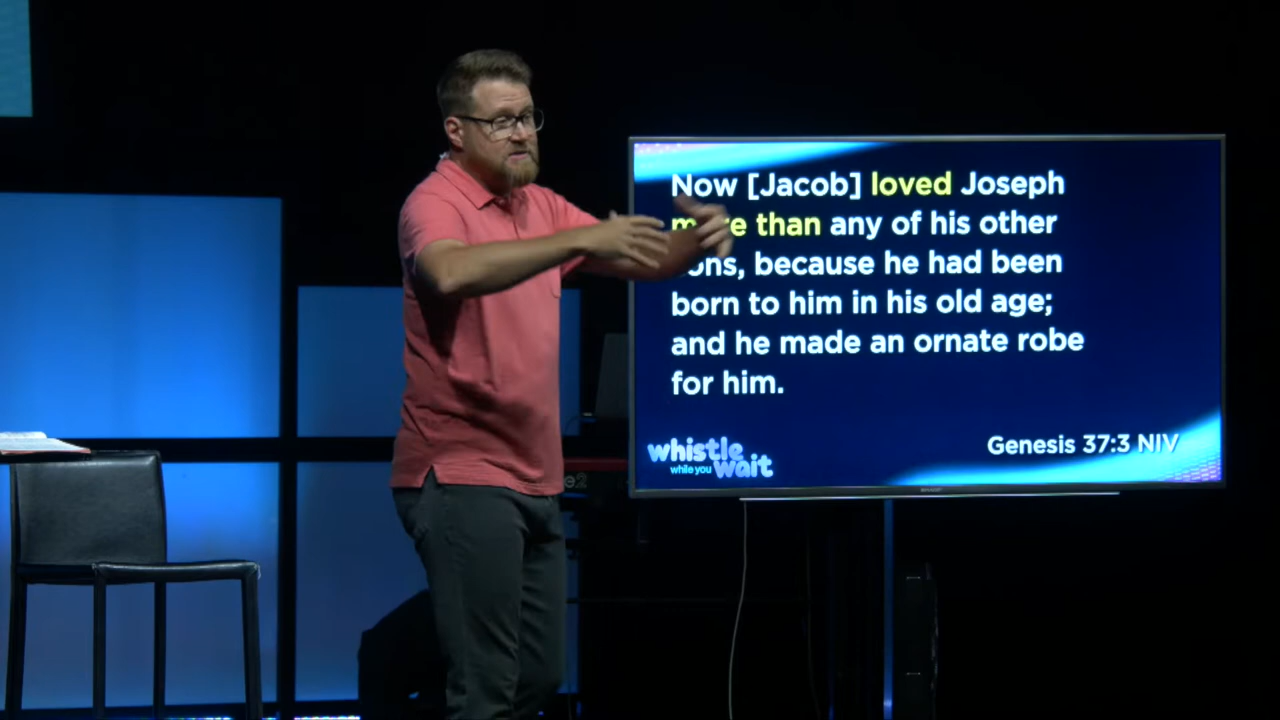 Now [Jacob] loved Joseph
than any of his other
because he had been
born to him in his old age;
and he made an ornate robe
for him.
Genesis 37:3 NIV
whistle
while you
wait